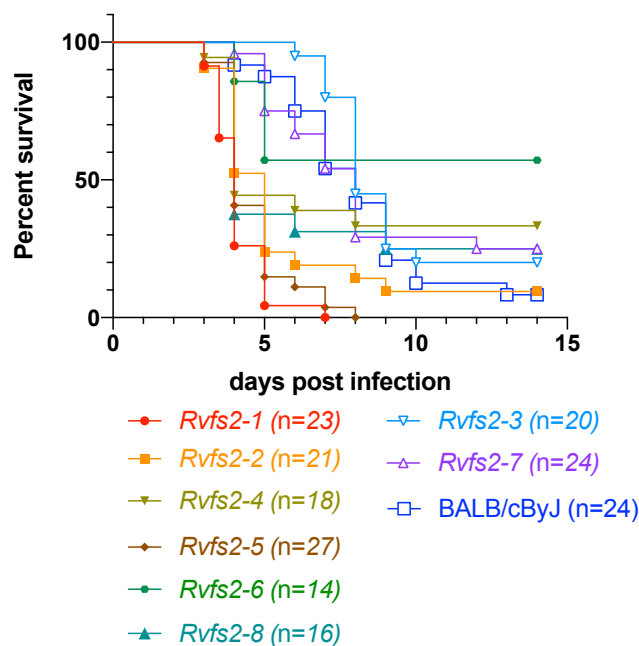 Percent survival
100
50
0
0 5 10 15
days post infection
Rvfs2-1 (n=23)
Rvfs2-2 (n=21)
Rvfs2-4 (n=18)
Rvfs2-5 (n=27)
Rvfs2-6 (n=14)
Rvfs2-8 (n=16)
Rvfs2-3 (n=20)
Rvfs2-7 (n=24)
BALB/cByJ (n=24)